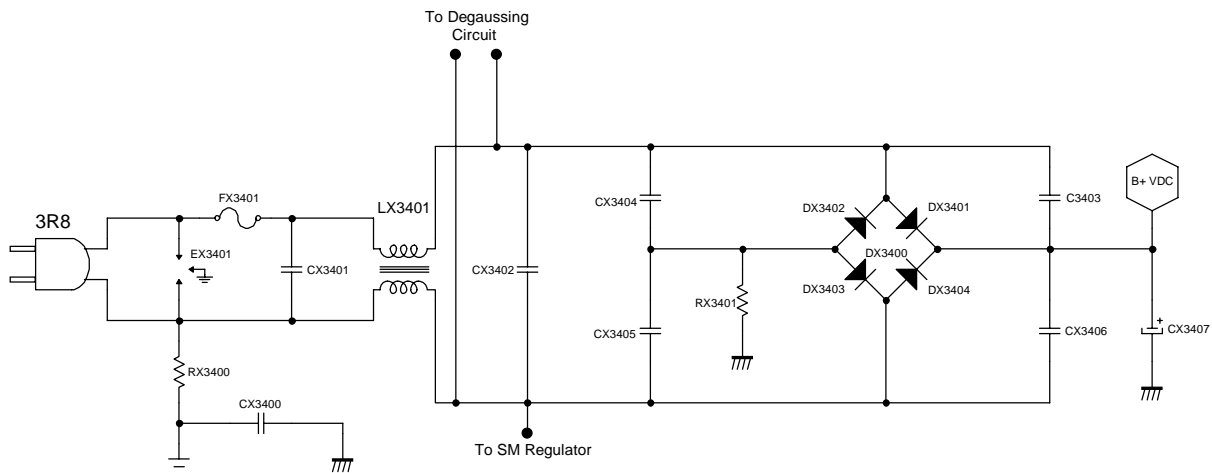 To Degaussing
Circuit
B+ VDC
FX3401
LX3401
CX3404
DX3402
DX3401
C3403
3R8
EX3401
DX3400
CX3401
CX3402
RX3401
DX3403
DX3404
CX3405
CX3406
+
CX3407
RX3400
CX3400
To SM Regulator